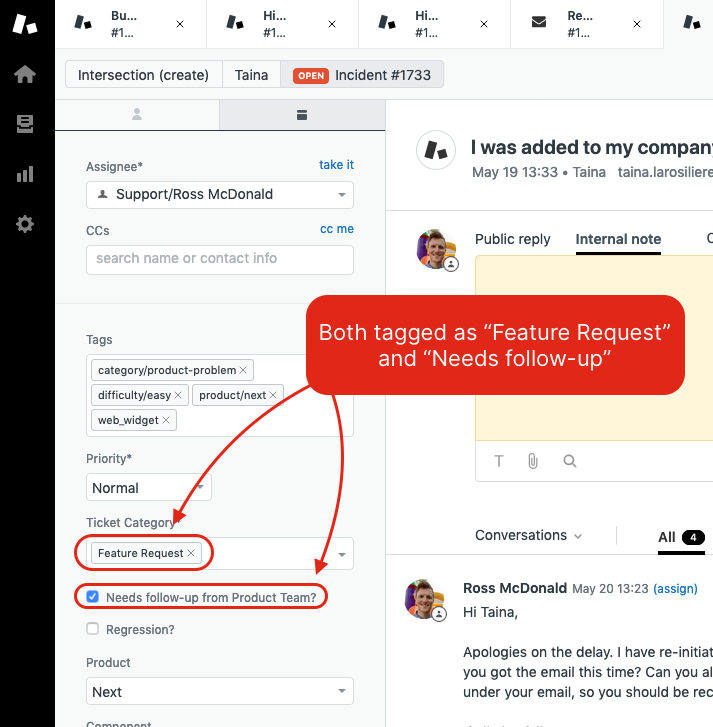 Bu...
#1...
Hi...
#1...
Hi...
#1...
Re...
#1...
Intersection (create)
Taina
OPEN Incident #1733
Assignee*
take it
Support/Ross McDonald
CCs
cc me
search name or contact info
Tags
category/product-problem
difficulty/easy
product/next
web_widget
Priority*
Normal
Ticket Category*
Feature Request
Needs follow-up from Product Team?
Regression?
Product
Next
Component
I was added to my company
May 19 13:33 • Taina taina.larosiliere
Public reply
Internal note
Both tagged as “Feature Request”
and “Needs follow-up”
T
Conversations
All 4
Ross McDonald May 20 13:23 (assign)
Hi Taina,
Apologies on the delay. I have re-initiat
you got the email this time? Can you al
under your email, so you should be rec